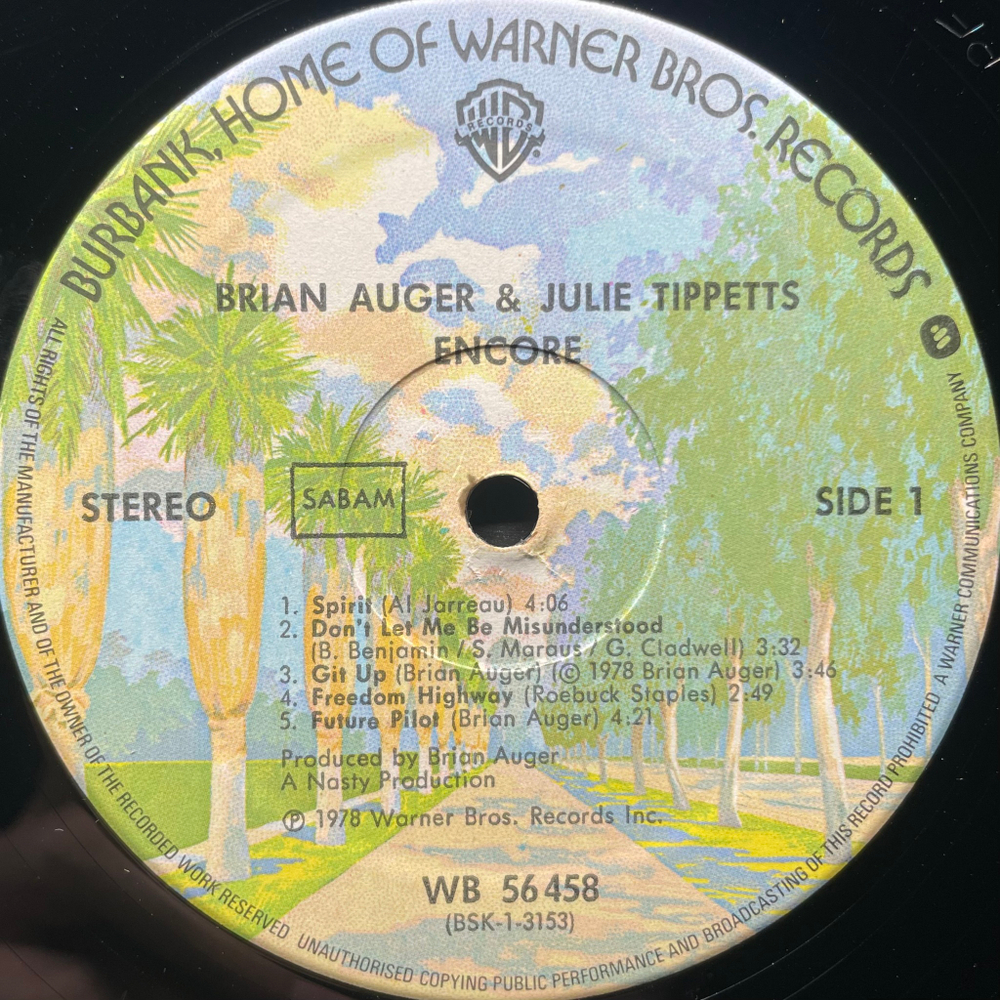 BURBANK, HOME OF WARNER BROS. RECORDS
RECORDS
BRIAN AUGER & JULIE TIPPETTS
ENCORE
STEREO
SABAM
SIDE 1
1. Spirit (Al Jarreau) 4:06
2. Don't Let Me Be Misunderstood
(B. Benjamin / S. Maraus / G. Cladwell) 3:32
3. Git Up (Brian Auger) (© 1978 Brian Auger) 3:46
4. Freedom Highway (Roebuck Staples) 2:49
5. Future Pilot (Brian Auger) 4:21
Produced by Brian Auger
A Nasty Production
℗ 1978 Warner Bros. Records Inc.
WB 56 458
(BSK-1-3153)
ALL RIGHTS OF THE MANUFACTURER AND OF THE OWNER OF THE RECORDED WORK RESERVED UNAUTHORISED COPYING PUBLIC PERFORMANCE AND BROADCASTING OF THIS RECORD PROHIBITED A WARNER COMMUNICATIONS COMPANY